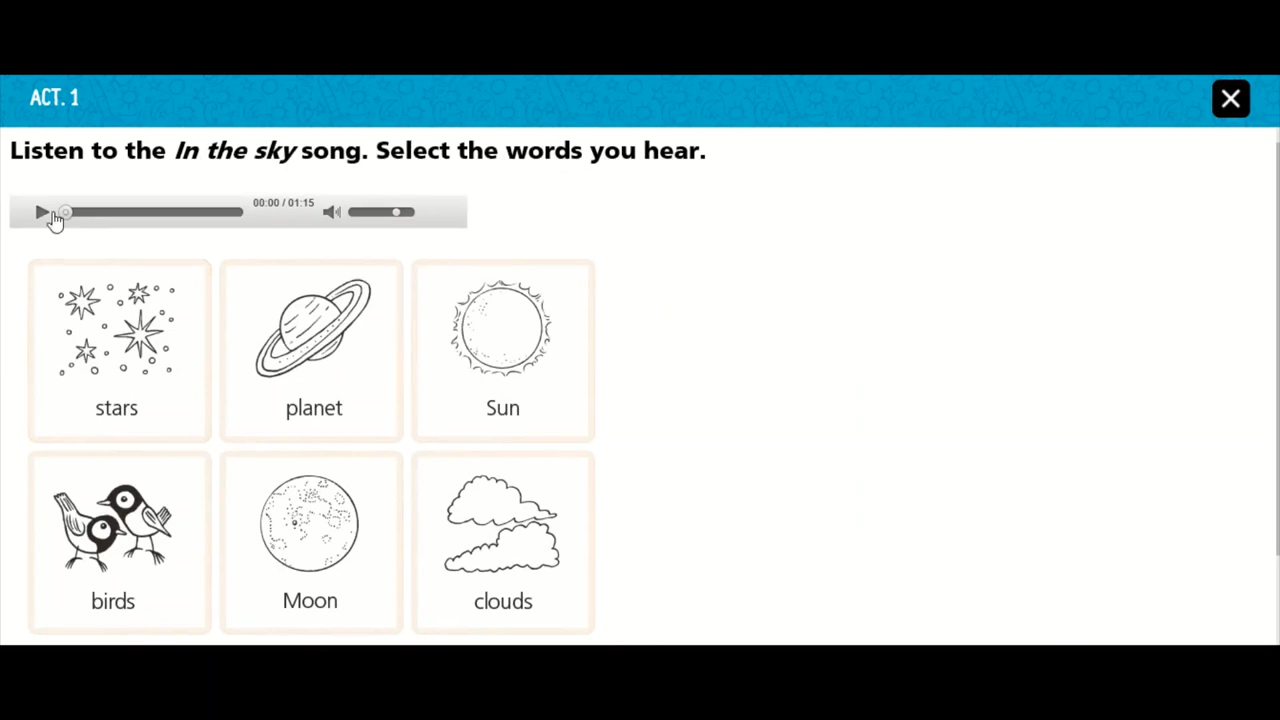 ACT. 1
Listen to the In the sky song. Select the words you hear.
00:00 / 01:15
stars planet Sun
birds Moon clouds